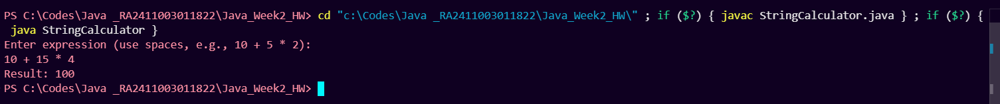 PS C:\Codes\Java _RA2411003011822\Java_Week2_HW> cd "c:\Codes\Java _RA2411003011822\Java_Week2_HW\" ; if ($?) { javac StringCalculator.java } ; if ($?) {
java StringCalculator }
Enter expression (use spaces, e.g., 10 + 5 * 2):
10 + 15 * 4
Result: 100
PS C:\Codes\Java _RA2411003011822\Java_Week2_HW>